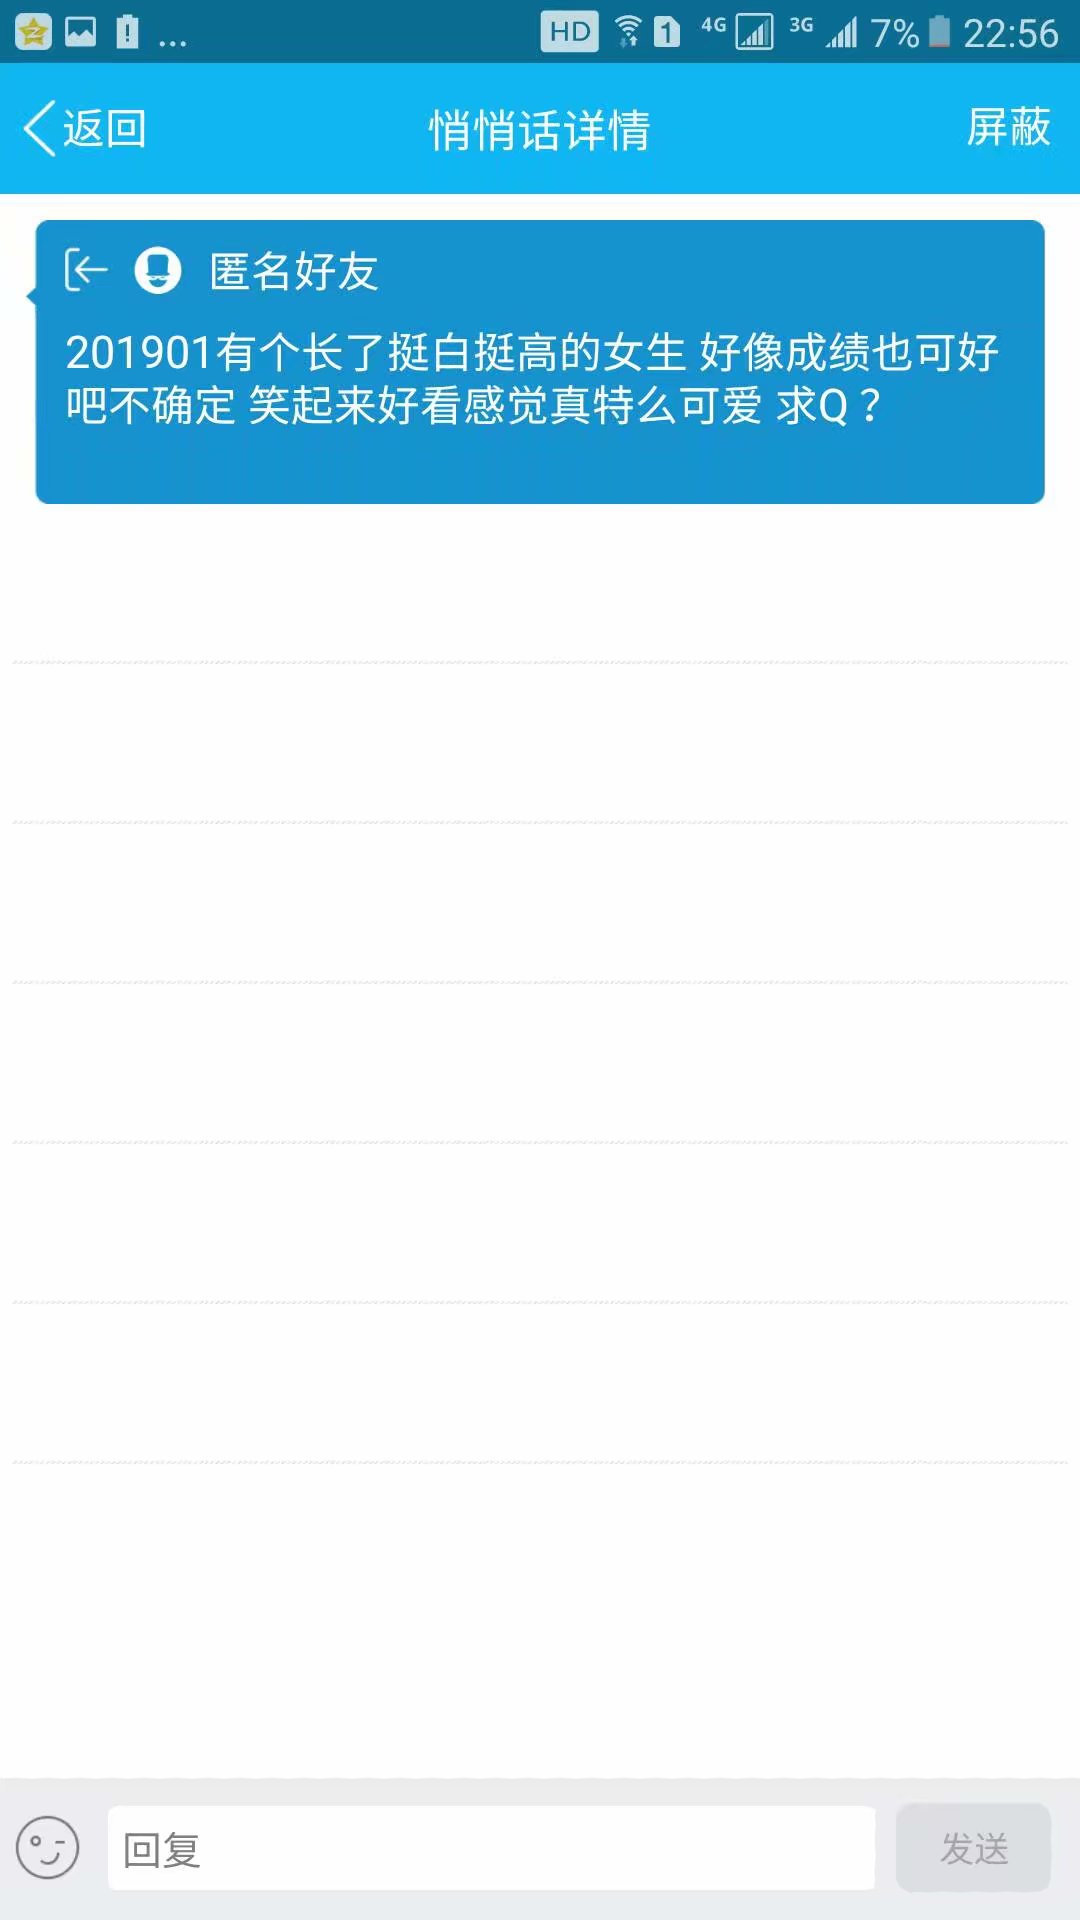 ... HD 1 4G 3G 7% 22:56
返回 悄悄话详情 屏蔽
匿名好友
201901有个长了挺白挺高的女生 好像成绩也可好
吧不确定 笑起来好看感觉真特么可爱 求Q？
回复 发送